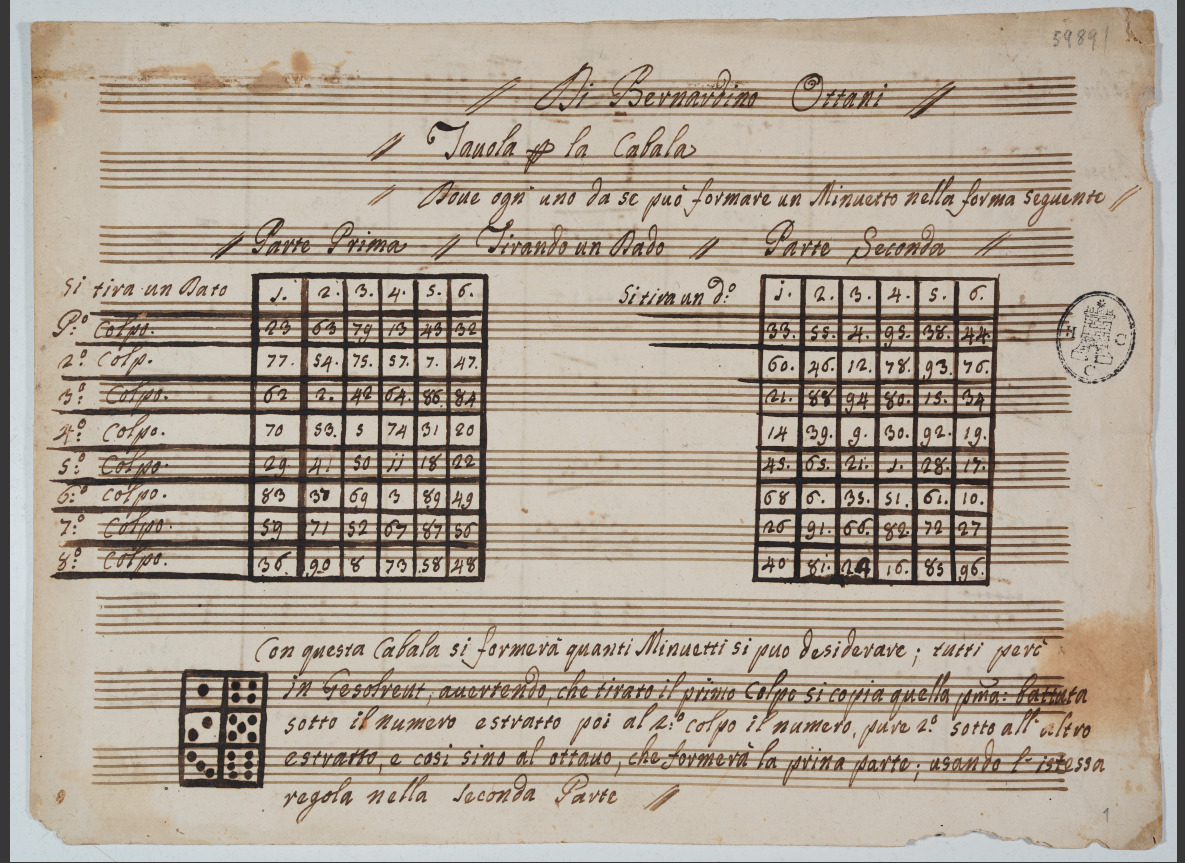 59891
// Di Bernardino Ottani //
// Tavola p la Cabala
// Dove ogni uno da se può formare un Minuetto nella forma seguente //
// Parte Prima // Tirando un Dado // Parte Seconda //
Si tira un Dato 1. 2. 3. 4. 5. 6. Si tira un d.º 1. 2. 3. 4. 5. 6.
P.º Colpo. 23 63 79 13 43 32 33. 55. 4. 95. 38. 44
2.º Colp. 77. 54. 75. 57. 7. 47. 60. 46. 12. 78. 93. 76.
3.º Colpo. 62 2. 42 64. 86. 84 21. 88 94 80. 15. 34
4.º Colpo. 70 53. 5 74 31 20 14 39. 9. 30. 92. 19.
5.º Colpo. 29 41 50 11 18 22 45. 65. 21. 1. 28. 17.
6.º Colpo. 83 37 69 3 89 49 68 6. 35. 51. 61. 10.
7.º Colpo. 59 71 52 67 87 56 26 91. 66. 82. 72 27
8.º Colpo. 36. 90 8 73 58 48 40 81. 24 16. 85 96.
Con questa Cabala si formerà quanti Minuetti si puo desiderare; tutti però
in Gesolreut, avertendo, che tirato il primo Colpo si copia quella pma: battuta
sotto il numero estratto poi al 2.º colpo il numero, pure 2.º sotto all' altro
estratto, e cosi sino al ottavo, che formerà la prima parte; usando l' istessa
regola nella Seconda Parte //
1